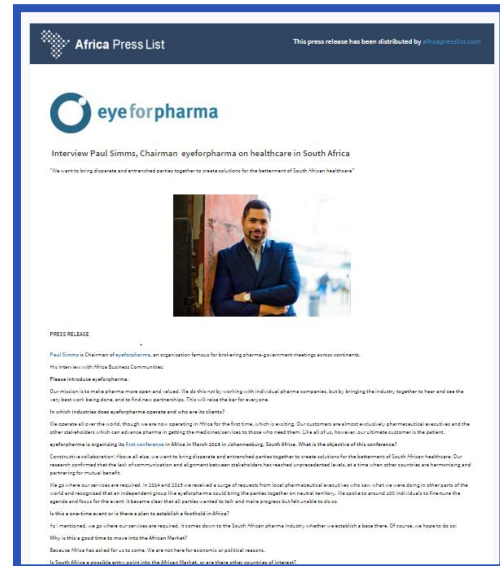 Africa Press List
This press release has been distributed by africapresslist.com
eyeforpharma
Interview Paul Simms, Chairman eyeforpharma on healthcare in South Africa
"We want to bring disparate and entrenched parties together to create solutions for the betterment of South African healthcare"
PRESS RELEASE
Paul Simms is Chairman of eyeforpharma, an organisation famous for brokering pharma-government meetings across continents.
His interview with Africa Business Communities:
Please introduce eyeforpharma.
Our mission is to make pharma more open and valued. We do this not by working with individual pharma companies, but by bringing the industry together to hear and see the
very best work being done, and to find new partnerships. This will raise the bar for everyone.
In which industries does eyeforpharma operate and who are its clients?
We operate all over the world, though we are now operating in Africa for the first time, which is exciting. Our customers are almost exclusively pharmaceutical executives and the
other stakeholders which can advance pharma in getting the medicines/services to those who need them. Like all of us, however, our ultimate customer is the patient.
eyeforpharma is organising its first conference in Africa in March 2016 in Johannesburg, South Africa. What is the objective of this conference?
Constructive collaboration! Above all else, we want to bring disparate and entrenched parties together to create solutions for the betterment of South African healthcare. Our
research confirmed that the lack of communication and alignment between stakeholders has reached unprecedented levels, at a time when other countries are harmonizing and
partnering for mutual benefit.
We go where our services are required. In 2014 and 2015 we received a surge of requests from local pharmaceutical executives who saw what we were doing in other parts of the
world and recognised that an independent group like eyeforpharma could bring the parties together on neutral territory. We spoke to around 100 individuals to fine-tune the
agenda and focus for the event. It became clear that all parties wanted to talk and make progress but felt unable to do so.
Is this a one-time event or is there a plan to establish a foothold in Africa?
As I mentioned, we go where our services are required. It comes down to the South African pharma industry whether we establish a base there. Of course, we hope to do so!
Why is this a good time to move into the African Market?
Because Africa has asked for us to come. We are not here for economic or political reasons.
Is South Africa a possible entry point into the African Market, or are there other countries of interest?